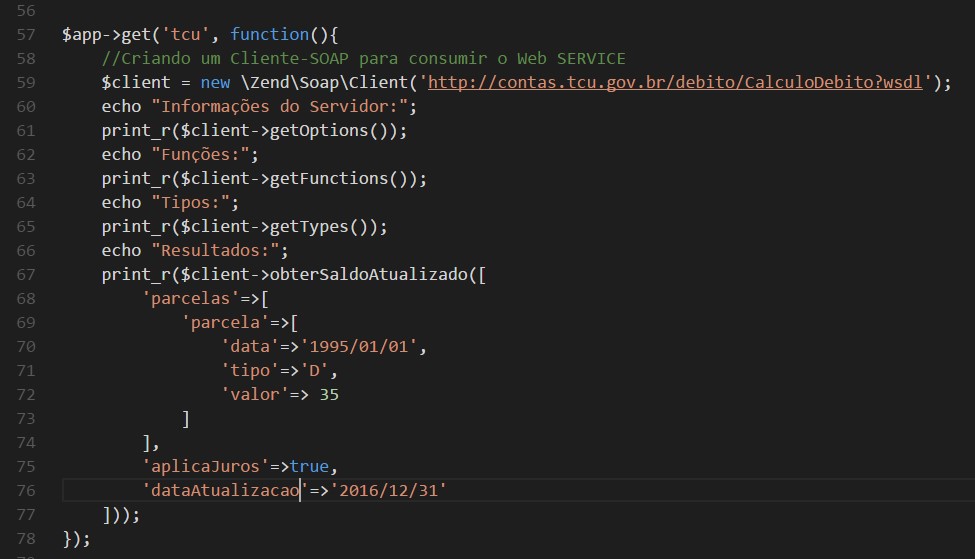 56
57 $app->get('tcu', function(){
58 //Criando um Cliente-SOAP para consumir o Web SERVICE
59 $client = new \Zend\Soap\Client('http://contas.tcu.gov.br/debito/CalculoDebito?wsdl');
60 echo "Informações do Servidor:";
61 print_r($client->getOptions());
62 echo "Funções:";
63 print_r($client->getFunctions());
64 echo "Tipos:";
65 print_r($client->getTypes());
66 echo "Resultados:";
67 print_r($client->obterSaldoAtualizado([
68 'parcelas'=>[
69 'parcela'=>[
70 'data'=>'1995/01/01',
71 'tipo'=>'D',
72 'valor'=> 35
73 ]
74 ],
75 'aplicaJuros'=>true,
76 'dataAtualizacao'=>'2016/12/31'
77 ]));
78 });